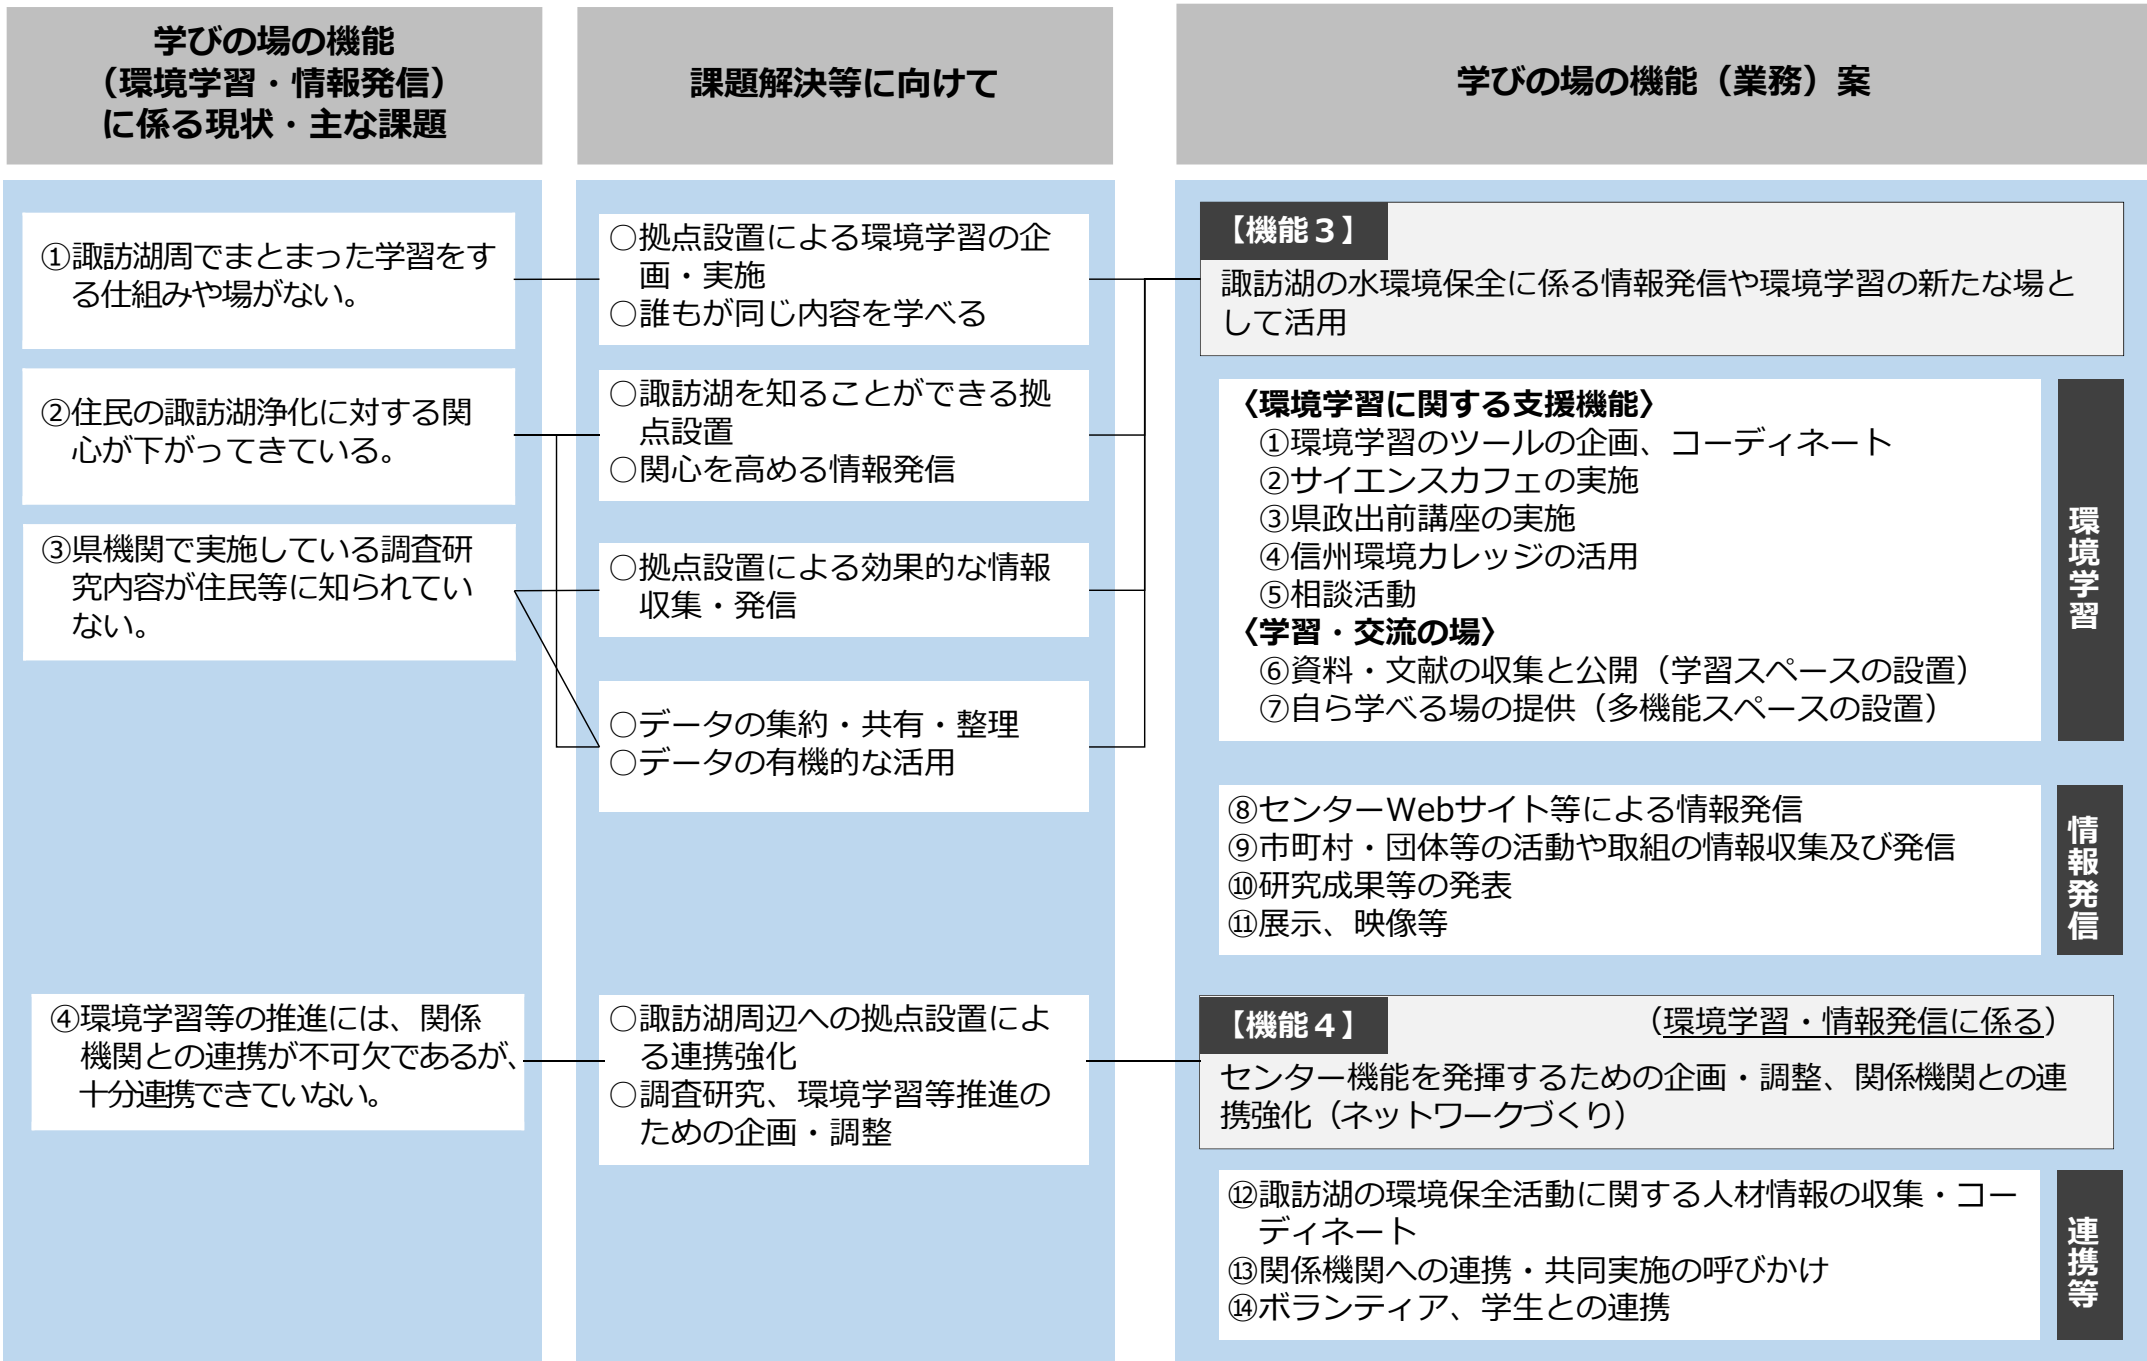 学びの場の機能
（環境学習・情報発信）
に係る現状・主な課題
課題解決等に向けて
学びの場の機能（業務）案
①諏訪湖周でまとまった学習をす
る仕組みや場がない。
②住民の諏訪湖浄化に対する関
心が下がってきている。
③県機関で実施している調査研
究内容が住民等に知られてい
ない。
④環境学習等の推進には、関係
機関との連携が不可欠であるが、
十分連携できていない。
○拠点設置による環境学習の企
画・実施
○誰もが同じ内容を学べる
○諏訪湖を知ることができる拠
点設置
○関心を高める情報発信
○拠点設置による効果的な情報
収集・発信
○データの集約・共有・整理
○データの有機的な活用
○諏訪湖周辺への拠点設置によ
る連携強化
○調査研究、環境学習等推進の
ための企画・調整
【機能３】
諏訪湖の水環境保全に係る情報発信や環境学習の新たな場と
して活用
〈環境学習に関する支援機能〉
①環境学習のツールの企画、コーディネート
②サイエンスカフェの実施
③県政出前講座の実施
④信州環境カレッジの活用
⑤相談活動
〈学習・交流の場〉
⑥資料・文献の収集と公開（学習スペースの設置）
⑦自ら学べる場の提供（多機能スペースの設置）
環境学習
⑧センターWebサイト等による情報発信
⑨市町村・団体等の活動や取組の情報収集及び発信
⑩研究成果等の発表
⑪展示、映像等
情報発信
【機能４】
（環境学習・情報発信に係る）
センター機能を発揮するための企画・調整、関係機関との連
携強化（ネットワークづくり）
⑫諏訪湖の環境保全活動に関する人材情報の収集・コー
ディネート
⑬関係機関への連携・共同実施の呼びかけ
⑭ボランティア、学生との連携
連携等